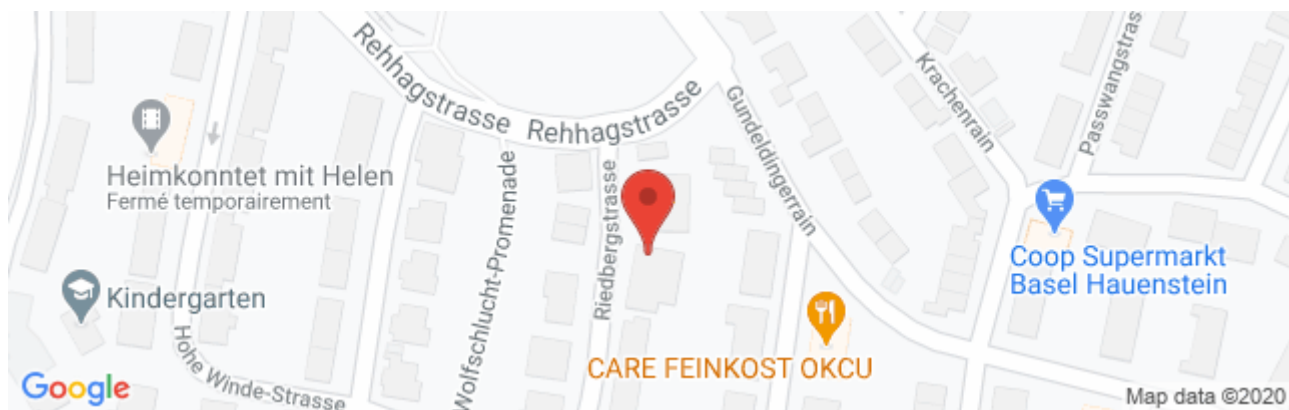 Rehhagstrasse
Rehhagstrasse
Gundeldingerrain
Krachenrain
Passwangstras
Heimkonntet mit Helen
Fermé temporairement
Wolfschlucht-Promenade
Riedbergstrasse
Coop Supermarkt
Basel Hauenstein
Kindergarten
Hohe Winde-Strasse
CARE FEINKOST OKCU
Google
Map data ©2020